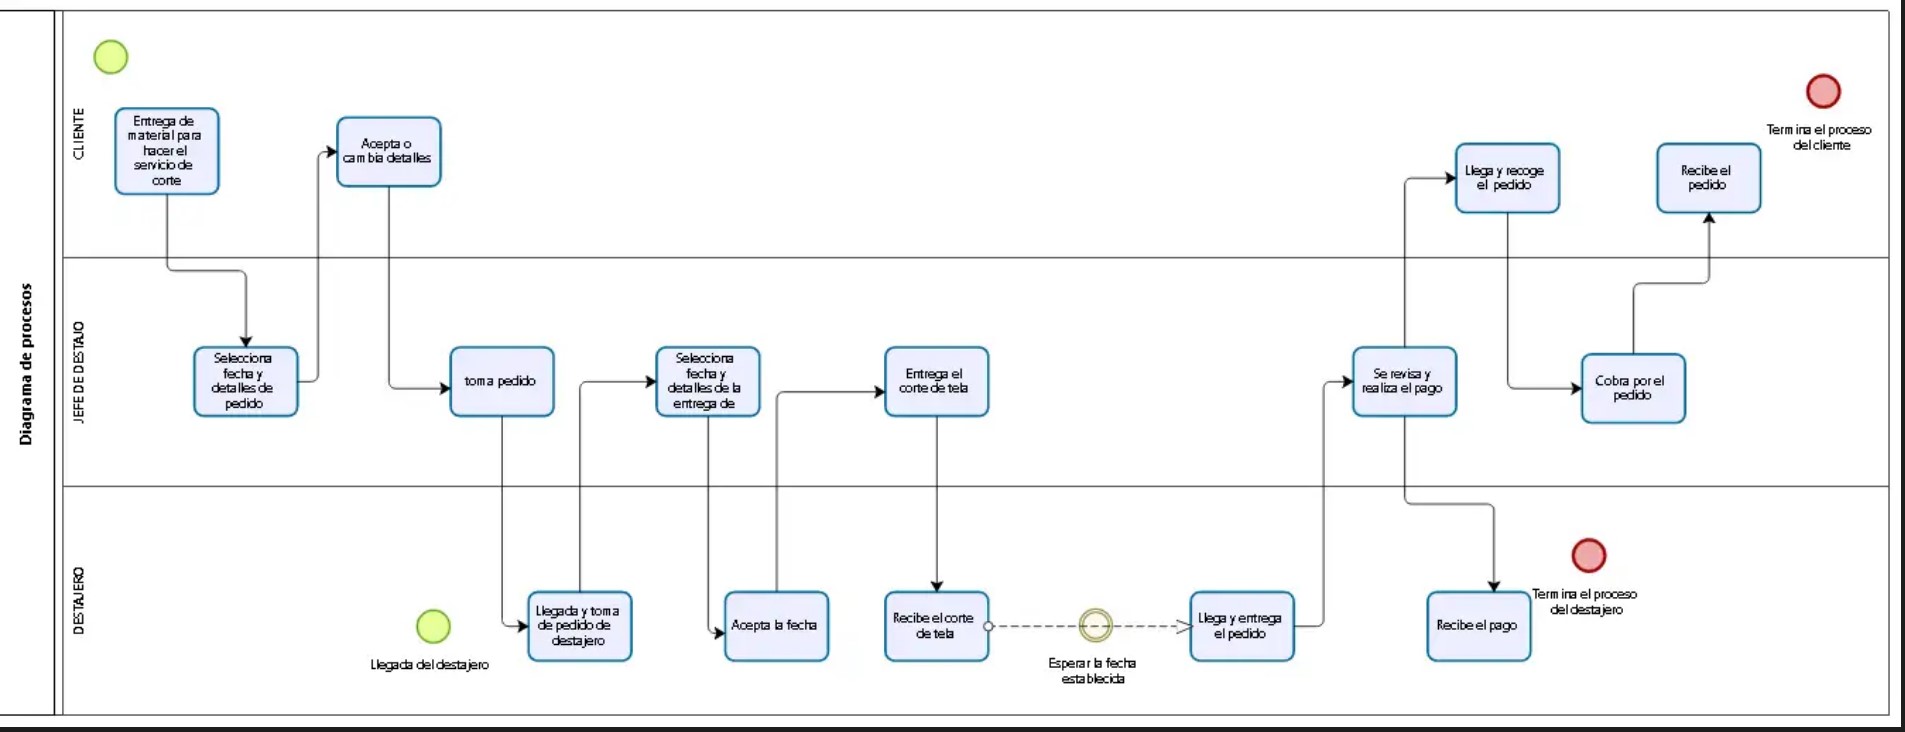 Diagrama de procesos
CLIENTE
Entrega de
material para
hacer el
servicio de
corte
Acepta o
cambia detalles
Llega y recoge
el pedido
Recibe el
pedido
Termina el proceso
del cliente
JEFE DE DESTAJO
Selecciona
fecha y
detalles de
pedido
toma pedido
Selecciona
fecha y
detalles de la
entrega de
Entrega el
corte de tela
Se revisa y
realiza el pago
Cobra por el
pedido
DESTAJERO
Llegada del destajero
Llegada y toma
de pedido de
destajero
Acepta la fecha
Recibe el corte
de tela
Esperar la fecha
establecida
Llega y entrega
el pedido
Recibe el pago
Termina el proceso
del destajero